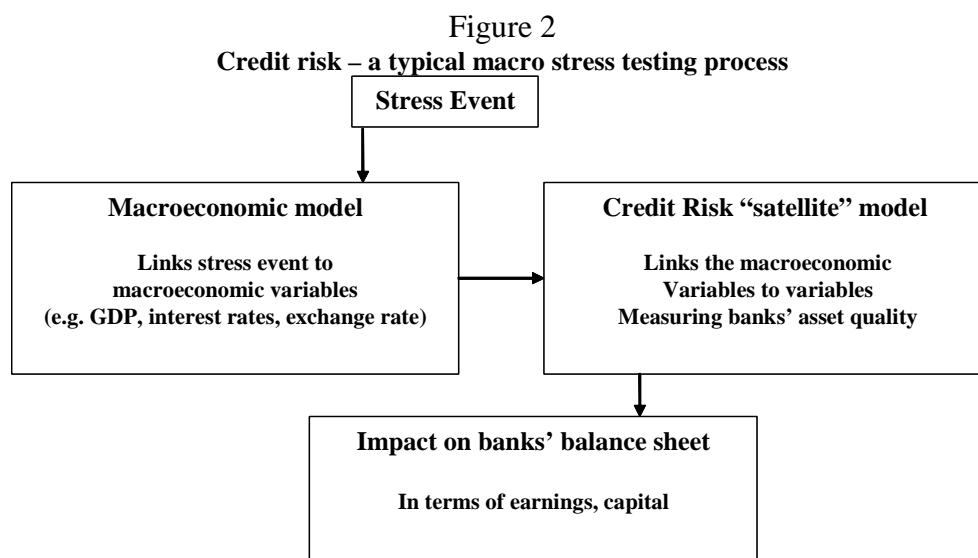 Figure 2
Credit risk – a typical macro stress testing process
Stress Event
Macroeconomic model
Links stress event to
macroeconomic variables
(e.g. GDP, interest rates, exchange rate)
Credit Risk “satellite” model
Links the macroeconomic
Variables to variables
Measuring banks’ asset quality
Impact on banks’ balance sheet
In terms of earnings, capital